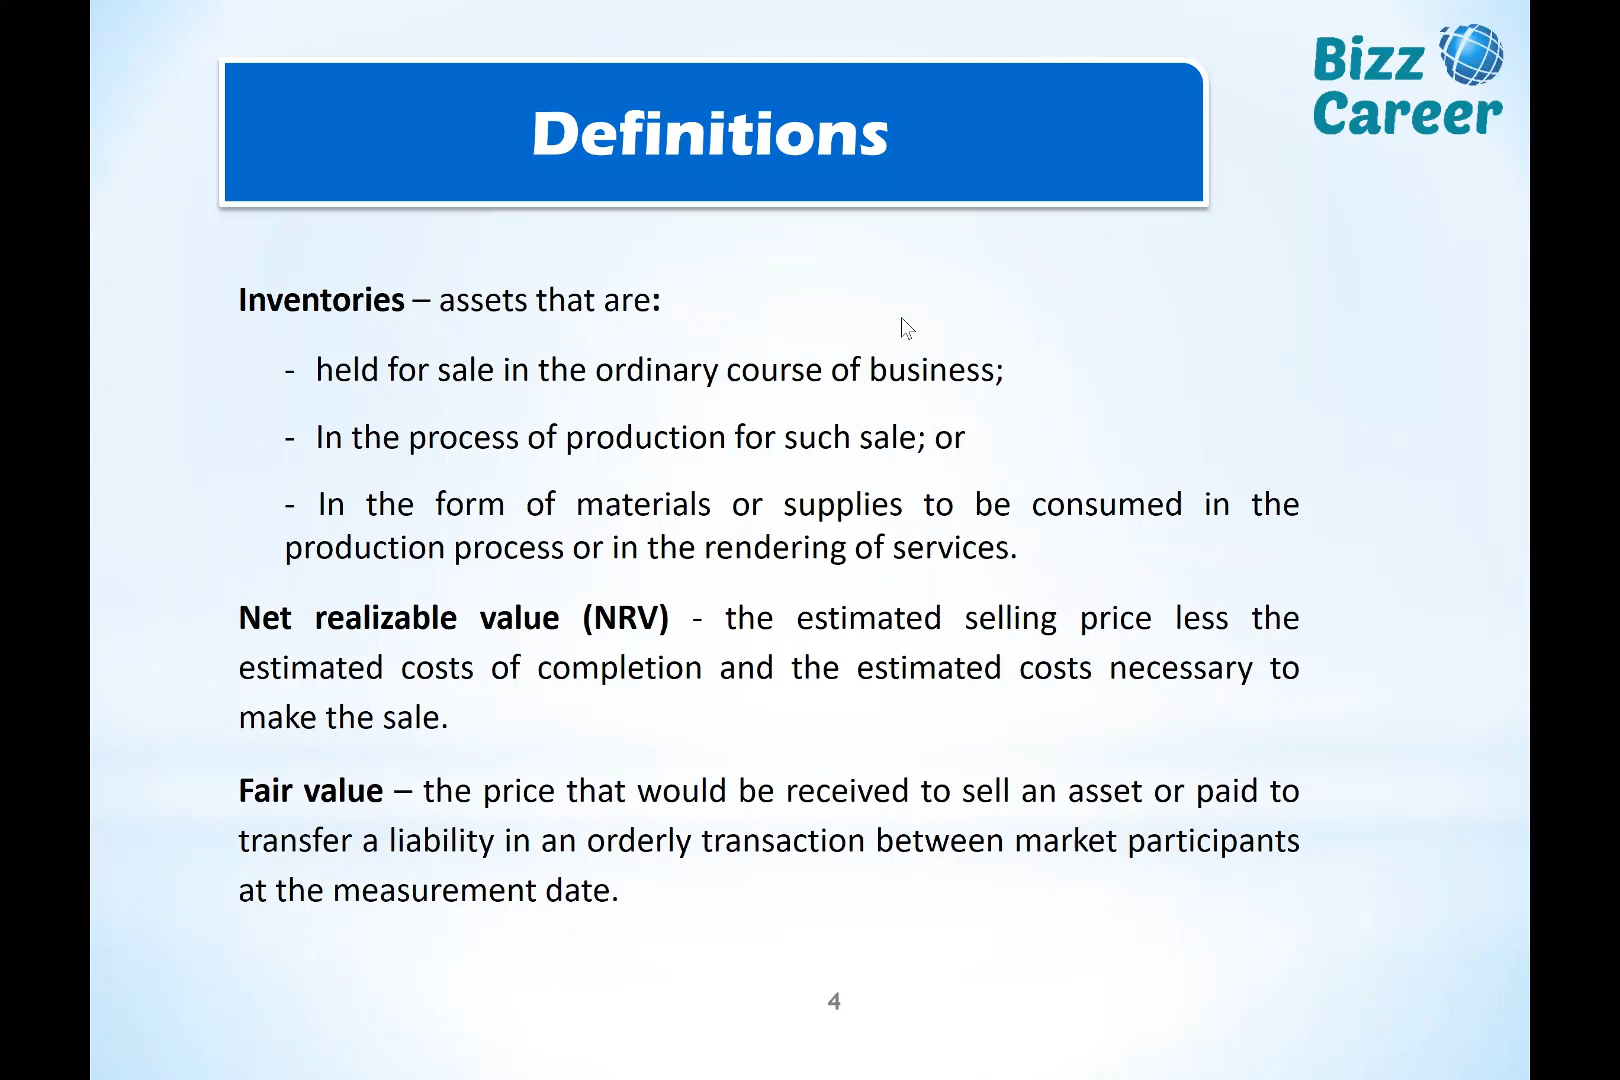 Bizz
Career
Definitions
Inventories – assets that are:
- held for sale in the ordinary course of business;
- In the process of production for such sale; or
- In the form of materials or supplies to be consumed in the
production process or in the rendering of services.
Net realizable value (NRV) - the estimated selling price less the
estimated costs of completion and the estimated costs necessary to
make the sale.
Fair value – the price that would be received to sell an asset or paid to
transfer a liability in an orderly transaction between market participants
at the measurement date.
4